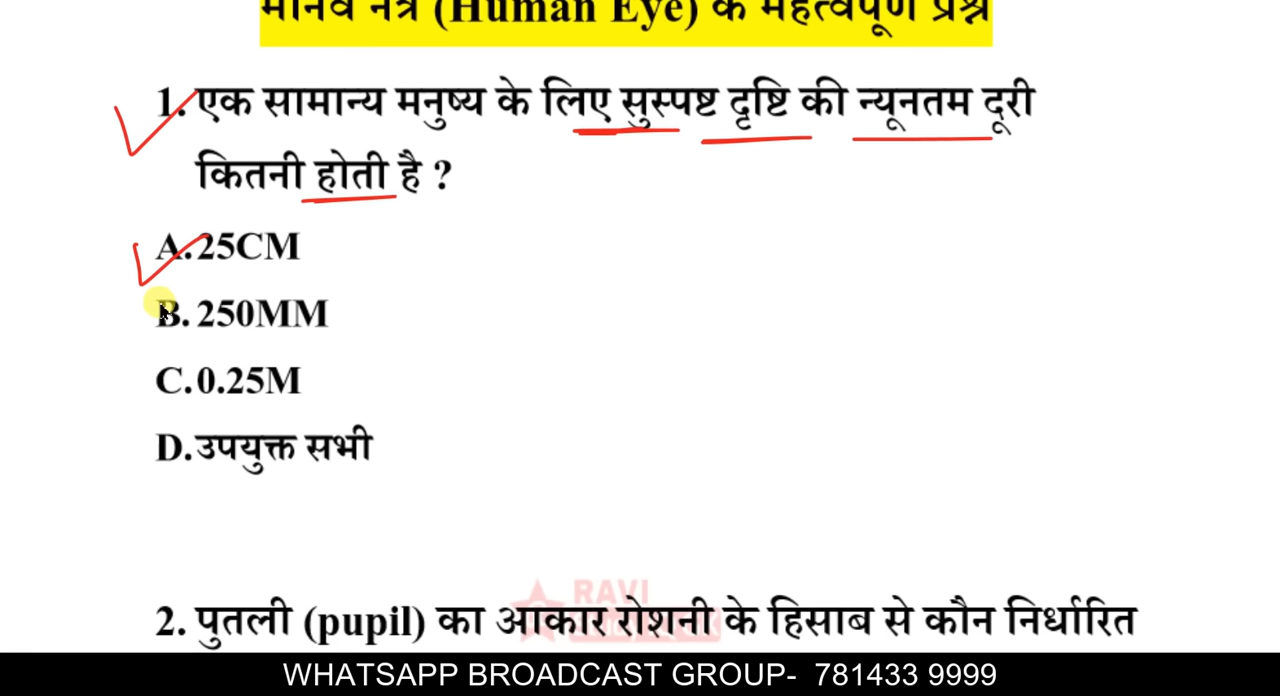 मानव नेत्र (Human Eye) के महत्वपूर्ण प्रश्न
1. एक सामान्य मनुष्य के लिए सुस्पष्ट दृष्टि की न्यूनतम दूरी
कितनी होती है ?
A.25CM
B. 250MM
C.0.25M
D.उपयुक्त सभी
RAVI
2. पुतली (pupil) का आकार रोशनी के हिसाब से कौन निर्धारित
WHATSAPP BROADCAST GROUP- 781433 9999